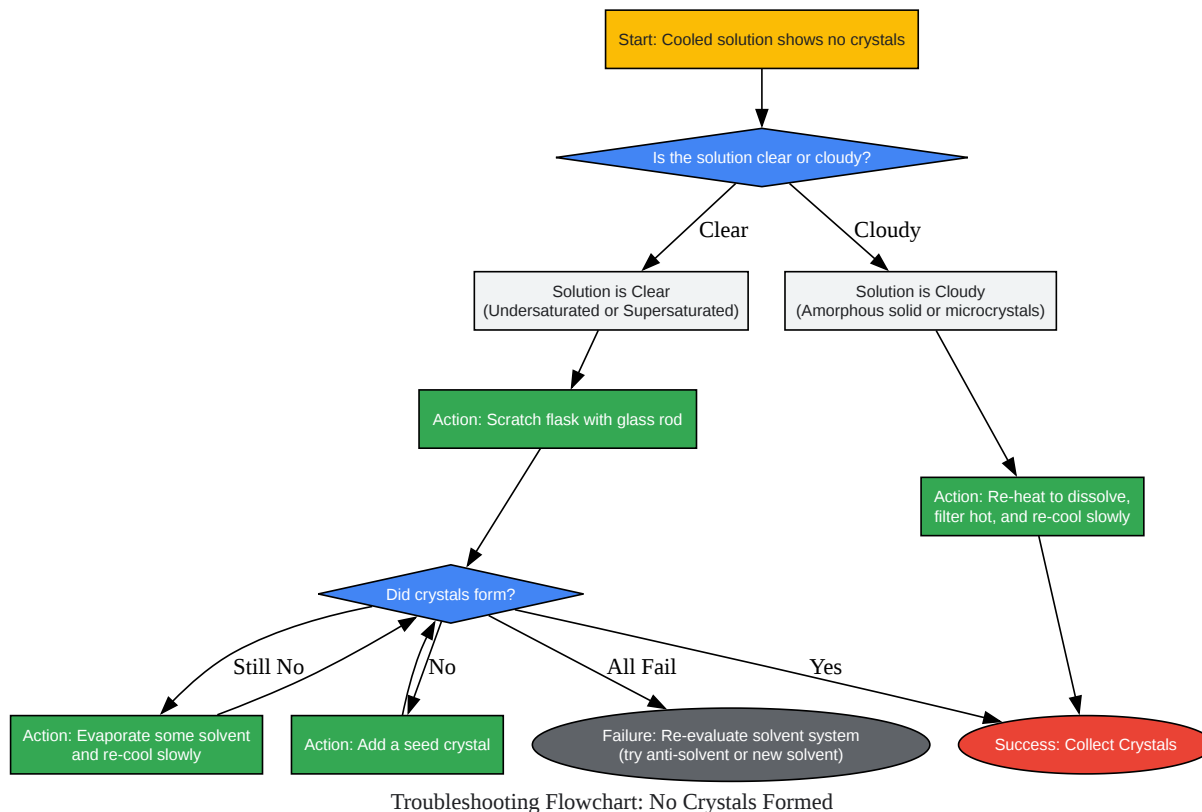 Start: Cooled solution shows no crystals
Is the solution clear or cloudy?
Clear
Cloudy
Solution is Clear
(Undersaturated or Supersaturated)
Solution is Cloudy
(Amorphous solid or microcrystals)
Action: Scratch flask with glass rod
Action: Re-heat to dissolve,
filter hot, and re-cool slowly
Did crystals form?
Still No
No
All Fail
Yes
Action: Evaporate some solvent
and re-cool slowly
Action: Add a seed crystal
Failure: Re-evaluate solvent system
(try anti-solvent or new solvent)
Success: Collect Crystals
Troubleshooting Flowchart: No Crystals Formed